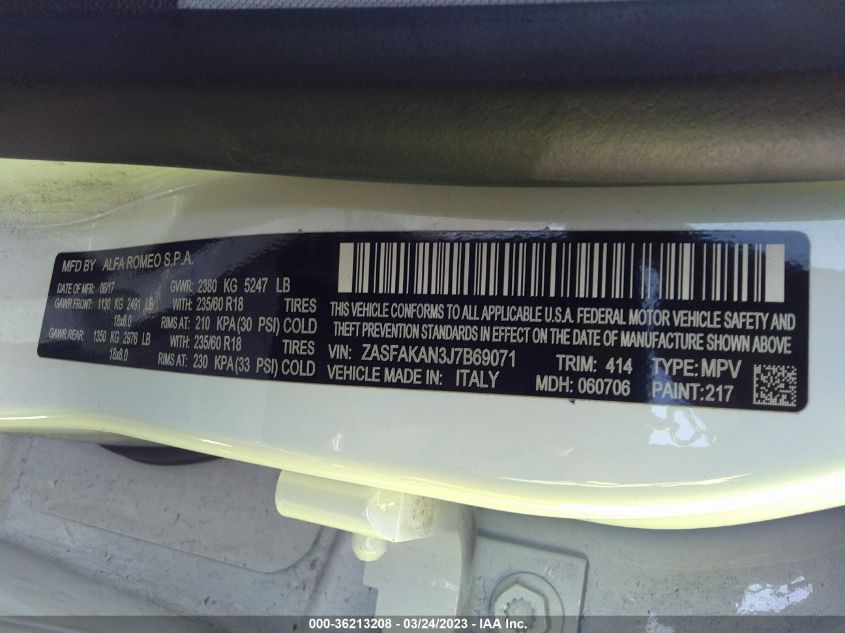 MFD BY ALFA ROMEO S.P.A.
DATE OF MFR: 06/17 GVWR: 2380 KG 5247 LB
GAWR FRONT: 1130 KG 2491 LB WITH: 235/60 R18 TIRES
18x8.0 RIMS AT: 210 KPA (30 PSI) COLD
GAWR REAR: 1350 KG 2976 LB WITH: 235/60 R18 TIRES
18x8.0 RIMS AT: 230 KPA (33 PSI) COLD
THIS VEHICLE CONFORMS TO ALL APPLICABLE U.S.A. FEDERAL MOTOR VEHICLE SAFETY AND
THEFT PREVENTION STANDARDS IN EFFECT ON THE DATE OF MANUFACTURE SHOWN ABOVE.
VIN: ZASFAKAN3J7B69071 TRIM: 414 TYPE: MPV
VEHICLE MADE IN: ITALY MDH: 060706 PAINT: 217
000-36213208 - 03/24/2023 - IAA Inc.